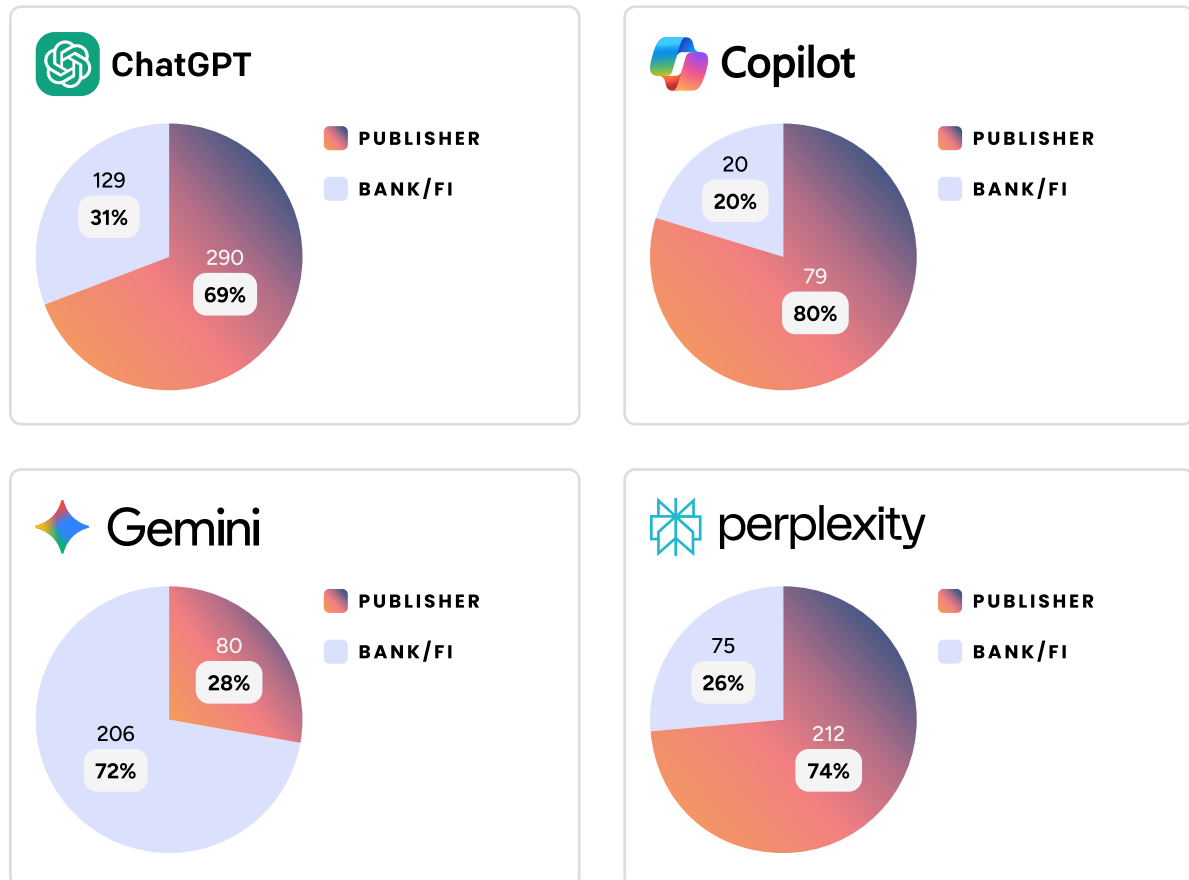 ChatGPT
PUBLISHER
BANK/FI
129
31%
290
69%
Copilot
PUBLISHER
BANK/FI
20
20%
79
80%
Gemini
PUBLISHER
BANK/FI
80
28%
206
72%
perplexity
PUBLISHER
BANK/FI
75
26%
212
74%